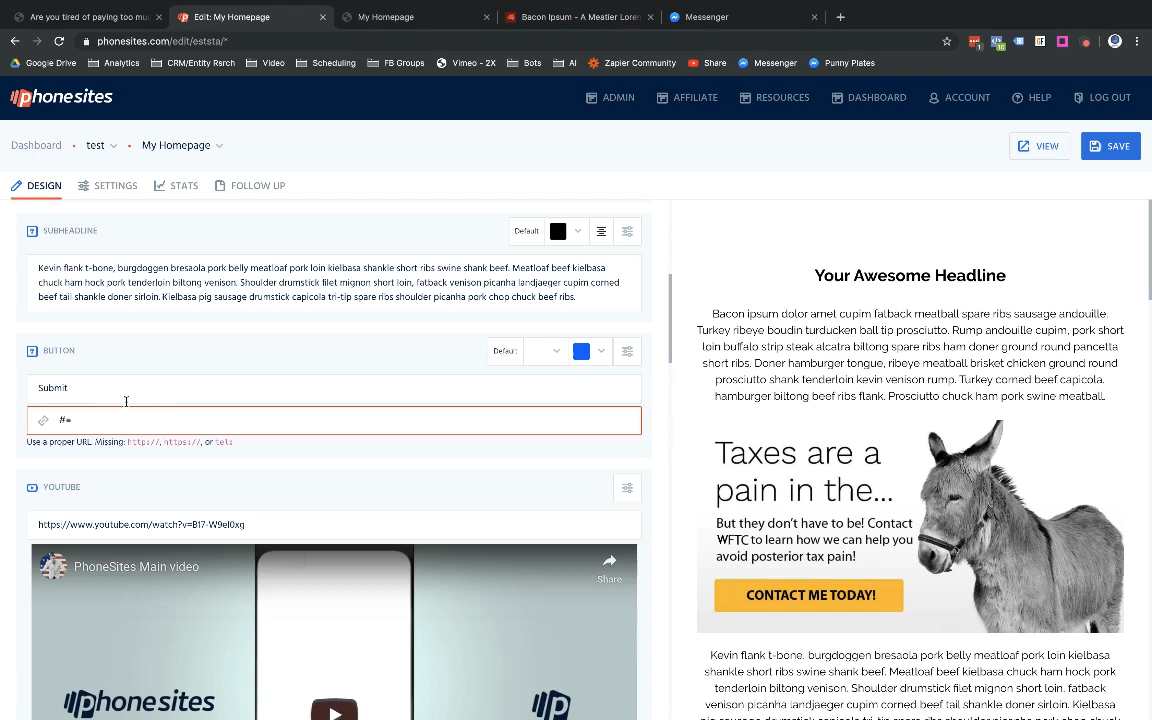 Are you tired of paying too mu
Edit: My Homepage
My Homepage
Bacon Ipsum - A Meatier Loren
Messenger
phonesites.com/edit/eststa/*
Google Drive
Analytics
CRM/Entity Rsrch
Video
Scheduling
FB Groups
Vimeo - 2X
Bots
AI
Zapier Community
Share
Messenger
Punny Plates
phonesites
ADMIN
AFFILIATE
RESOURCES
DASHBOARD
ACCOUNT
HELP
LOG OUT
Dashboard
test
My Homepage
VIEW
SAVE
DESIGN
SETTINGS
STATS
FOLLOW UP
SUBHEADLINE
Default
Kevin flank t-bone, burgdoggen bresaola pork belly meatloaf pork loin kielbasa shankle short ribs swine shank beef. Meatloaf beef kielbasa
chuck ham hock pork tenderloin biltong venison. Shoulder drumstick filet mignon short loin, fatback venison picanha landjaeger cupim corned
beef tail shankle doner sirloin. Kielbasa pig sausage drumstick capicola tri-tip spare ribs shoulder picanha pork chop chuck beef ribs.
BUTTON
Default
Submit
#=
Use a proper URL. Missing: http://, https://, or tel:
YOUTUBE
https://www.youtube.com/watch?v=B17-W9eI0xg
PhoneSites Main video
Share
phonesites
Your Awesome Headline
Bacon ipsum dolor amet cupim fatback meatball spare ribs sausage andouille.
Turkey ribeye boudin turducken ball tip prosciutto. Rump andouille cupim, pork short
loin buffalo strip steak alcatra biltong spare ribs ham doner ground round pancetta
short ribs. Doner hamburger tongue, ribeye meatball brisket chicken ground round
prosciutto shank tenderloin kevin venison rump. Turkey corned beef capicola.
hamburger biltong beef ribs flank. Prosciutto chuck ham pork swine meatball.
Taxes are a
pain in the...
But they don't have to be! Contact
WFTC to learn how we can help you
avoid posterior tax pain!
CONTACT ME TODAY!
Kevin flank t-bone, burgdoggen bresaola pork belly meatloaf pork loin kielbasa
shankle short ribs swine shank beef. Meatloaf beef kielbasa chuck ham hock pork
tenderloin biltong venison. Shoulder drumstick filet mignon short loin, fatback
venison picanha landjaeger cupim corned beef tail shankle doner sirloin. Kielbasa